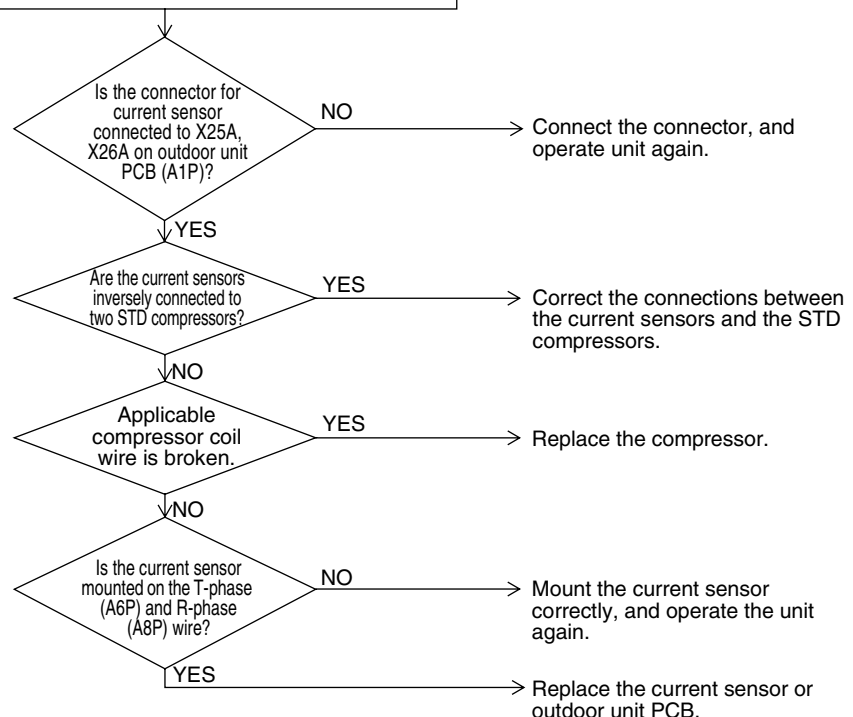 Is the connector for
current sensor
connected to X25A,
X26A on outdoor unit
PCB (A1P)?
NO
Connect the connector, and
operate unit again.
YES
Are the current sensors
inversely connected to
two STD compressors?
YES
Correct the connections between
the current sensors and the STD
compressors.
NO
Applicable
compressor coil
wire is broken.
YES
Replace the compressor.
NO
Is the current sensor
mounted on the T-phase
(A6P) and R-phase
(A8P) wire?
NO
Mount the current sensor
correctly, and operate the unit
again.
YES
Replace the current sensor or
outdoor unit PCB.